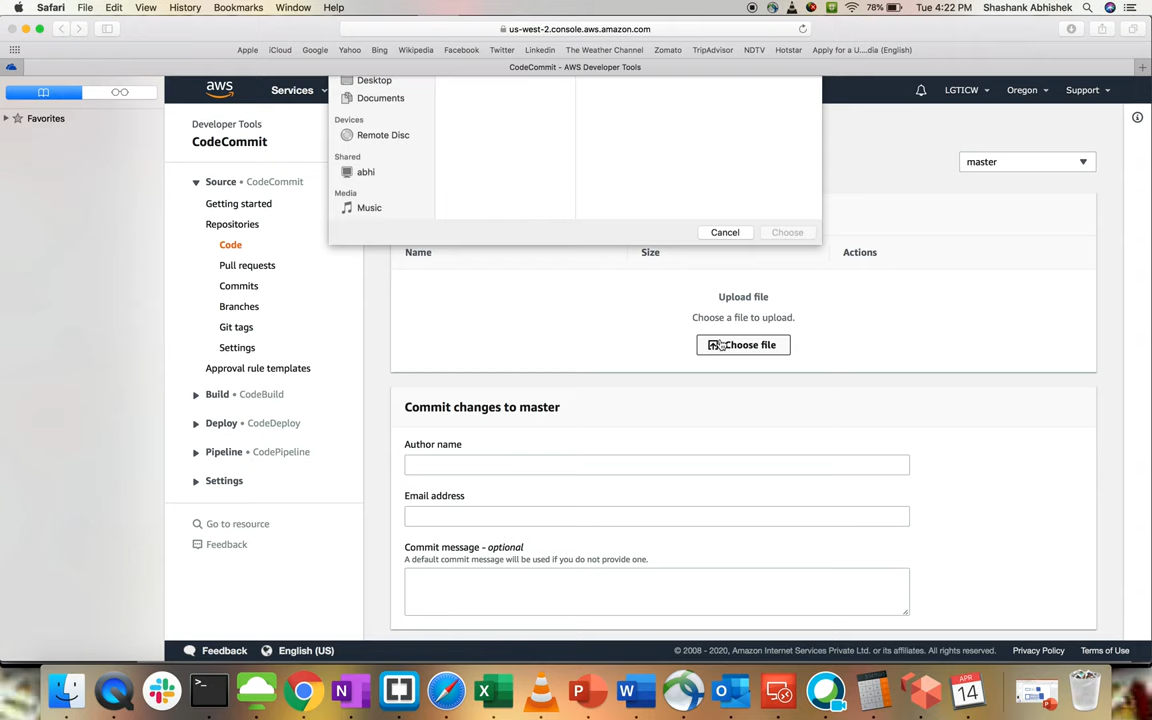 Safari File Edit View History Bookmarks Window Help 78% Tue 4:22 PM Shashank Abhishek
us-west-2.console.aws.amazon.com
Apple iCloud Google Yahoo Bing Wikipedia Facebook Twitter Linkedin The Weather Channel Zomato TripAdvisor NDTV Hotstar Apply for a U....dia (English)
CodeCommit - AWS Developer Tools
Favorites
aws Services LGTICW Oregon Support
Desktop
Documents
Devices
Remote Disc
Shared
abhi
Media
Music
Cancel Choose
Developer Tools
CodeCommit
Source • CodeCommit
Getting started
Repositories
Code
Pull requests
Commits
Branches
Git tags
Settings
Approval rule templates
Build • CodeBuild
Deploy • CodeDeploy
Pipeline • CodePipeline
Settings
Go to resource
Feedback
master
Name Size Actions
Upload file
Choose a file to upload.
Choose file
Commit changes to master
Author name
Email address
Commit message - optional
A default commit message will be used if you do not provide one.
Feedback English (US) © 2008 - 2020, Amazon Internet Services Private Ltd. or its affiliates. All rights reserved. Privacy Policy Terms of Use
APR
14